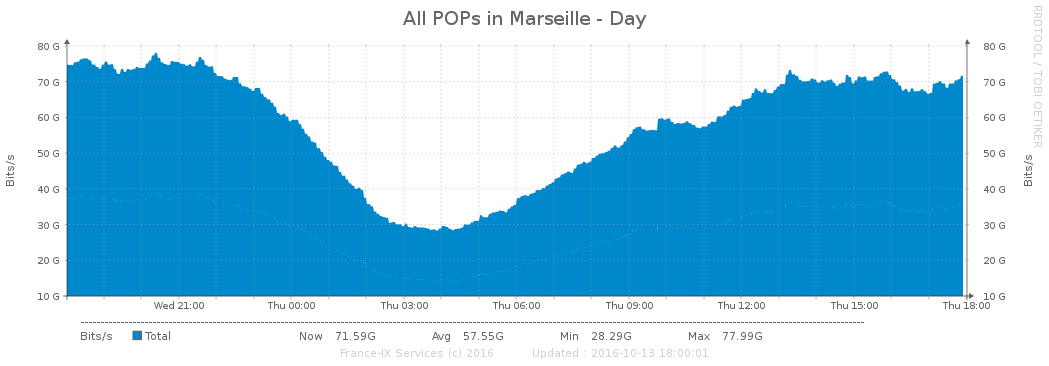 All POPs in Marseille - Day
RRDTOOL / TOBI OETIKER
Bits/s
80 G
70 G
60 G
50 G
40 G
30 G
20 G
10 G
80 G
70 G
60 G
50 G
40 G
30 G
20 G
10 G
Bits/s
Wed 21:00 Thu 00:00 Thu 03:00 Thu 06:00 Thu 09:00 Thu 12:00 Thu 15:00 Thu 18:00
Bits/s Total Now 71.59G Avg 57.55G Min 28.29G Max 77.99G
France-IX Services (c) 2016 Updated : 2016-10-13 18:00:01